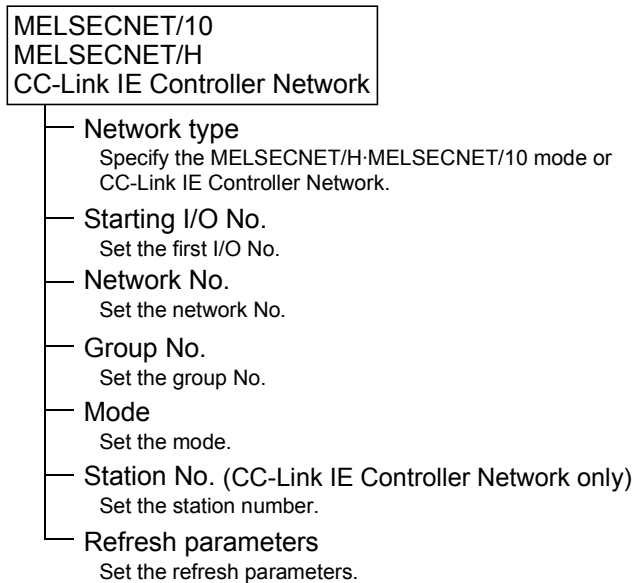 MELSECNET/10
MELSECNET/H
CC-Link IE Controller Network
Network type
Specify the MELSECNET/H·MELSECNET/10 mode or
CC-Link IE Controller Network.
Starting I/O No.
Set the first I/O No.
Network No.
Set the network No.
Group No.
Set the group No.
Mode
Set the mode.
Station No. (CC-Link IE Controller Network only)
Set the station number.
Refresh parameters
Set the refresh parameters.